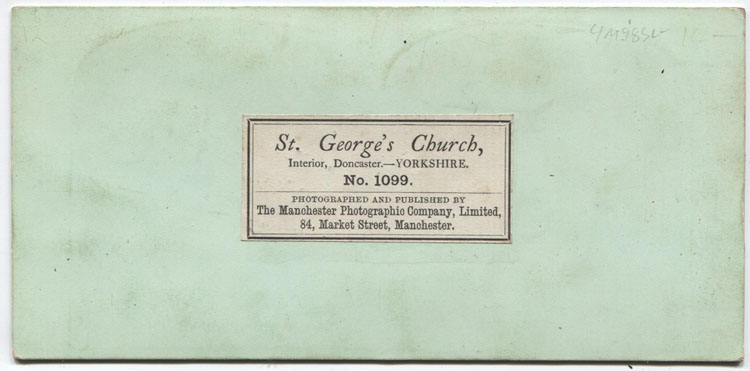 St. George's Church,
Interior, Doncaster.—YORKSHIRE.
No. 1099.
PHOTOGRAPHED AND PUBLISHED BY
The Manchester Photographic Company, Limited,
84, Market Street, Manchester.